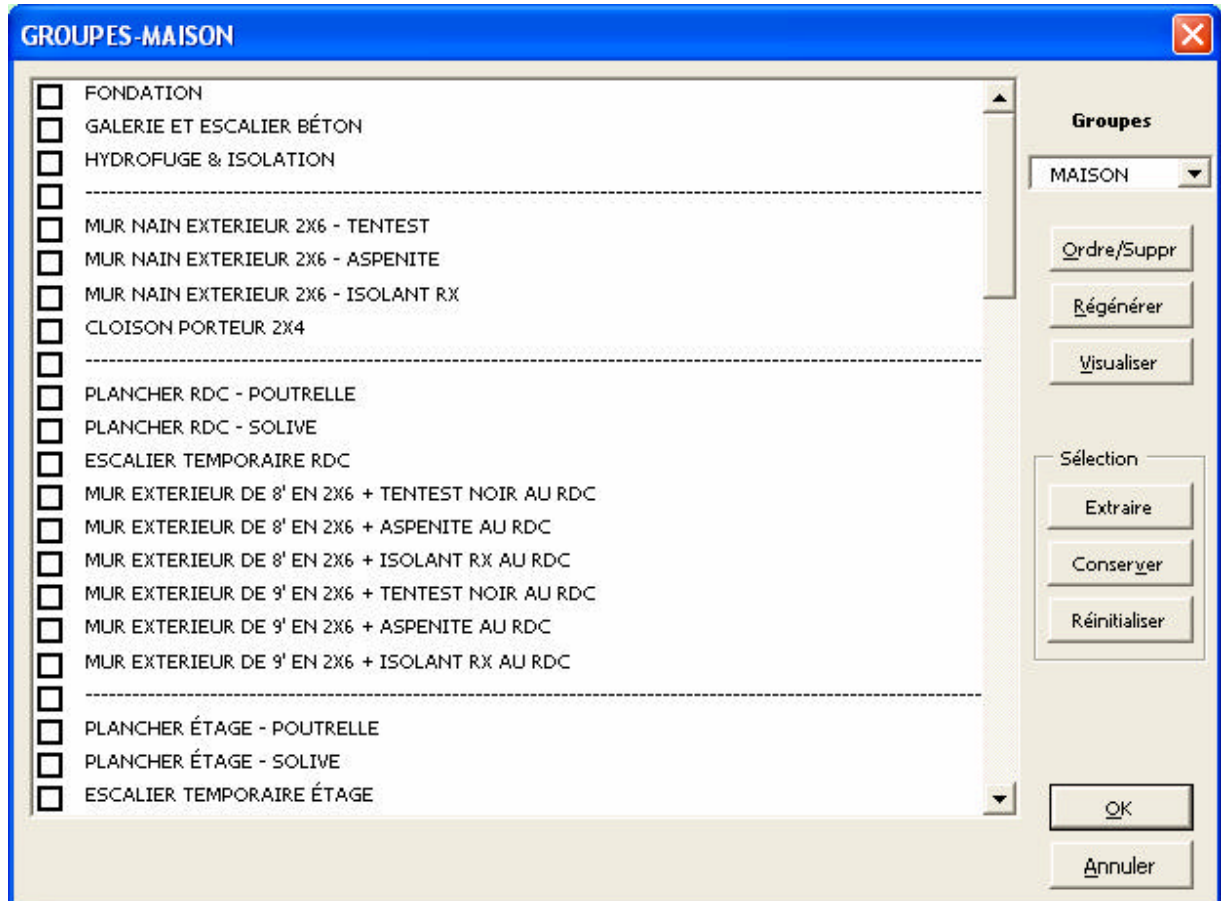 GROUPES-MAISON
FONDATION
GALERIE ET ESCALIER BÉTON
HYDROFUGE & ISOLATION
--------------------------------------------------------------------------------
MUR NAIN EXTERIEUR 2X6 - TENTEST
MUR NAIN EXTERIEUR 2X6 - ASPENITE
MUR NAIN EXTERIEUR 2X6 - ISOLANT RX
CLOISON PORTEUR 2X4
--------------------------------------------------------------------------------
PLANCHER RDC - POUTRELLE
PLANCHER RDC - SOLIVE
ESCALIER TEMPORAIRE RDC
MUR EXTERIEUR DE 8' EN 2X6 + TENTEST NOIR AU RDC
MUR EXTERIEUR DE 8' EN 2X6 + ASPENITE AU RDC
MUR EXTERIEUR DE 8' EN 2X6 + ISOLANT RX AU RDC
MUR EXTERIEUR DE 9' EN 2X6 + TENTEST NOIR AU RDC
MUR EXTERIEUR DE 9' EN 2X6 + ASPENITE AU RDC
MUR EXTERIEUR DE 9' EN 2X6 + ISOLANT RX AU RDC
--------------------------------------------------------------------------------
PLANCHER ÉTAGE - POUTRELLE
PLANCHER ÉTAGE - SOLIVE
ESCALIER TEMPORAIRE ÉTAGE
Groupes
MAISON
Ordre/Suppr
Régénérer
Visualiser
Sélection
Extraire
Conserver
Réinitialiser
OK
Annuler